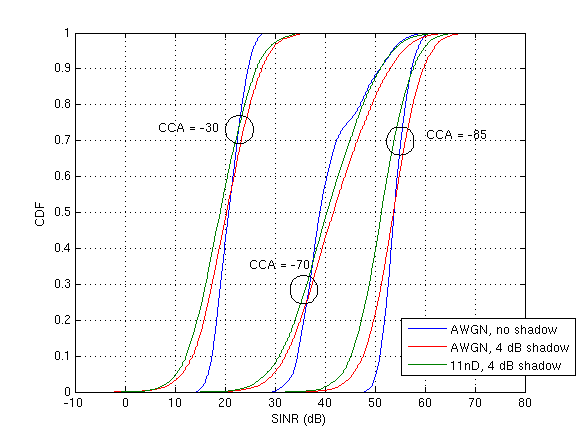 1
0.9
0.8
0.7
0.6
0.5
0.4
0.3
0.2
0.1
0
CDF
CCA = -30
CCA = -85
CCA = -70
AWGN, no shadow
AWGN, 4 dB shadow
11nD, 4 dB shadow
-10 0 10 20 30 40 50 60 70 80
SINR (dB)